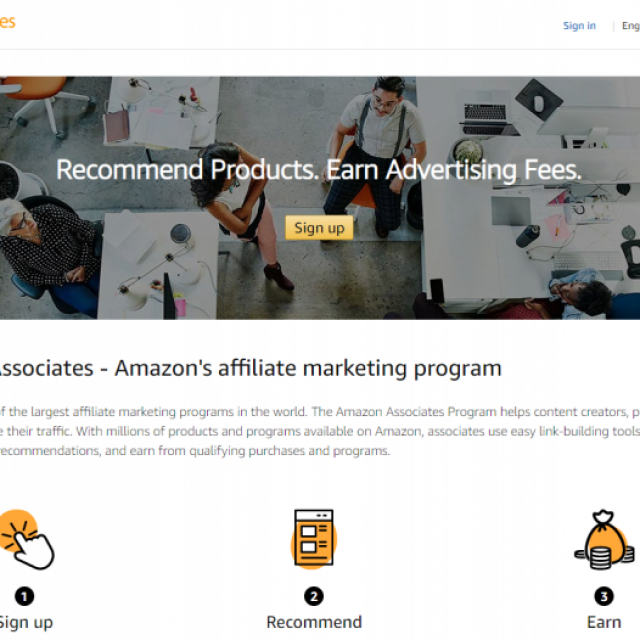 es
Sign in | Eng
Recommend Products. Earn Advertising Fees.
Sign up
ssociates - Amazon's affiliate marketing program
of the largest affiliate marketing programs in the world. The Amazon Associates Program helps content creators, p
e their traffic. With millions of products and programs available on Amazon, associates use easy link-building tools
recommendations, and earn from qualifying purchases and programs.
1 2 3
Sign up Recommend Earn